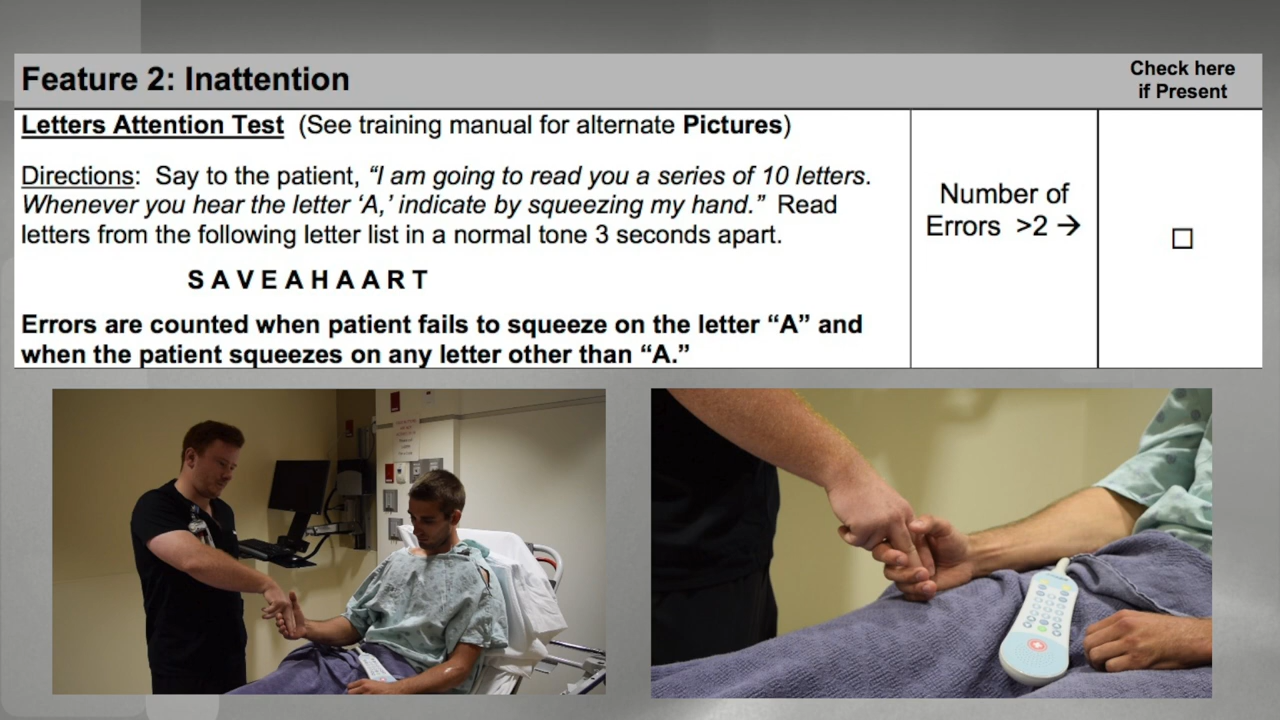 Feature 2: Inattention
Check here
if Present
Letters Attention Test (See training manual for alternate Pictures)
Directions: Say to the patient, “I am going to read you a series of 10 letters.
Whenever you hear the letter ‘A,’ indicate by squeezing my hand.” Read
letters from the following letter list in a normal tone 3 seconds apart.
S A V E A H A A R T
Errors are counted when patient fails to squeeze on the letter “A” and
when the patient squeezes on any letter other than “A.”
Number of
Errors >2 →
☐